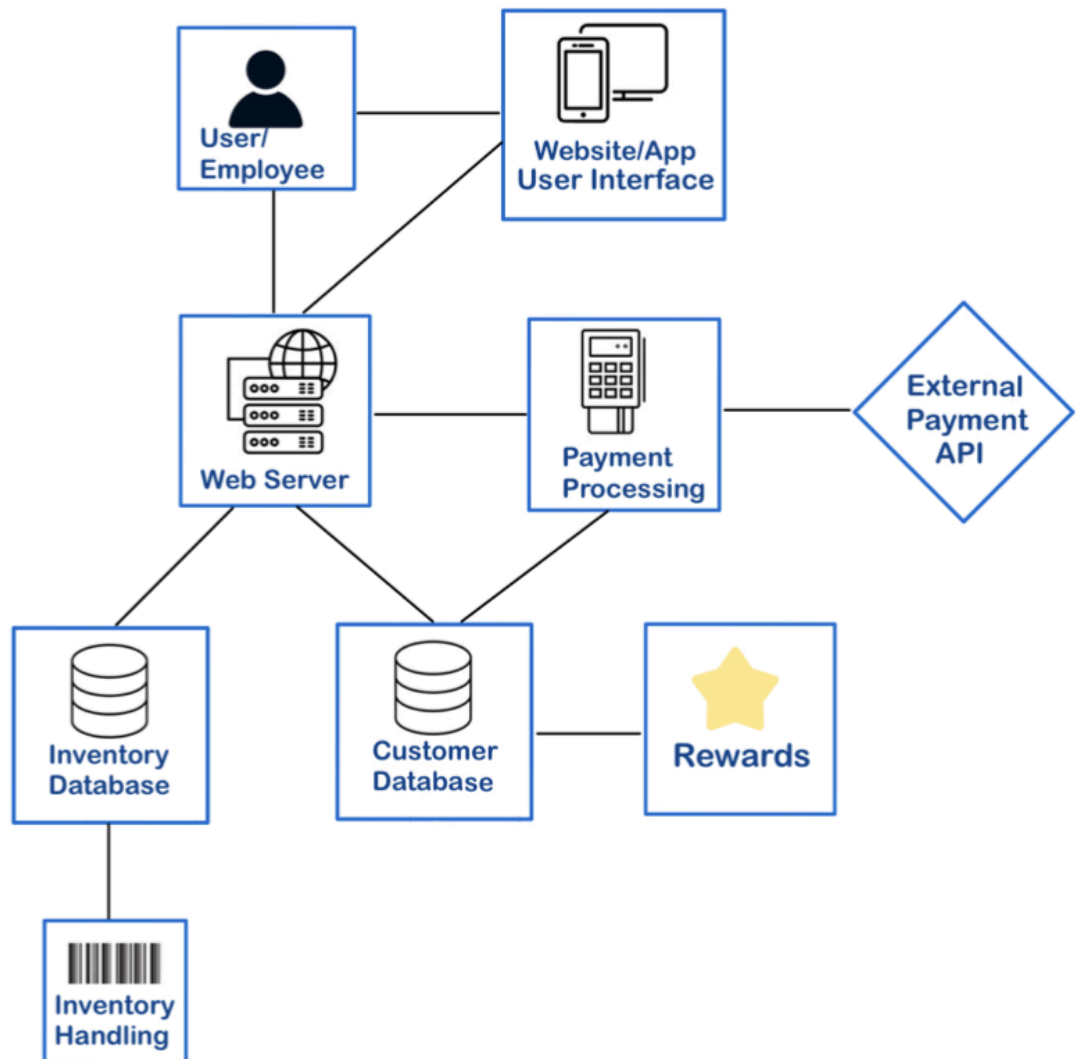 User/
Employee
Website/App
User Interface
Web Server
Payment
Processing
External
Payment
API
Inventory
Database
Customer
Database
Rewards
Inventory
Handling